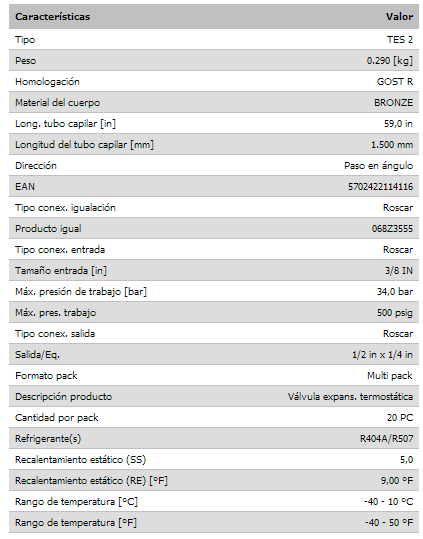 Características Valor
Tipo TES 2
Peso 0.290 [kg]
Homologación GOST R
Material del cuerpo BRONZE
Long. tubo capilar [in] 59,0 in
Longitud del tubo capilar [mm] 1.500 mm
Dirección Paso en ángulo
EAN 5702422114116
Tipo conex. igualación Roscar
Producto igual 068Z3555
Tipo conex. entrada Roscar
Tamaño entrada [in] 3/8 IN
Máx. presión de trabajo [bar] 34,0 bar
Máx. pres. trabajo 500 psig
Tipo conex. salida Roscar
Salida/Eq. 1/2 in x 1/4 in
Formato pack Multi pack
Descripción producto Válvula expans. termostática
Cantidad por pack 20 PC
Refrigerante(s) R404A/R507
Recalentamiento estático (SS) 5,0
Recalentamiento estático (RE) [°F] 9,00 °F
Rango de temperatura [°C] -40 - 10 °C
Rango de temperatura [°F] -40 - 50 °F